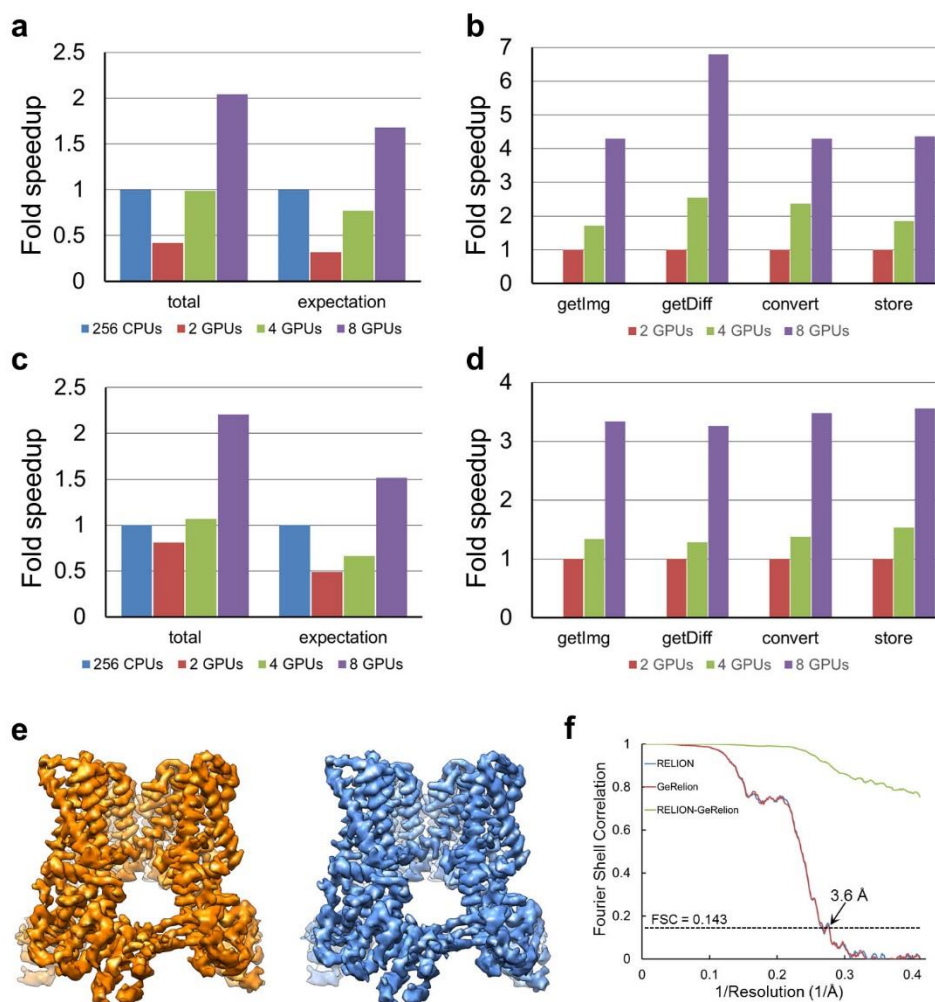 a
2.5
2
1.5
1
0.5
0
Fold speedup
total expectation
256 CPUs 2 GPUs 4 GPUs 8 GPUs
b
7
6
5
4
3
2
1
0
Fold speedup
getImg getDiff convert store
2 GPUs 4 GPUs 8 GPUs
c
2.5
2
1.5
1
0.5
0
Fold speedup
total expectation
256 CPUs 2 GPUs 4 GPUs 8 GPUs
d
4
3
2
1
0
Fold speedup
getImg getDiff convert store
2 GPUs 4 GPUs 8 GPUs
e
f
1
0.8
0.6
0.4
0.2
0
Fourier Shell Correlation
RELION
GeRelion
RELION-GeRelion
3.6 Å
FSC = 0.143
0 0.1 0.2 0.3 0.4
1/Resolution (1/Å)